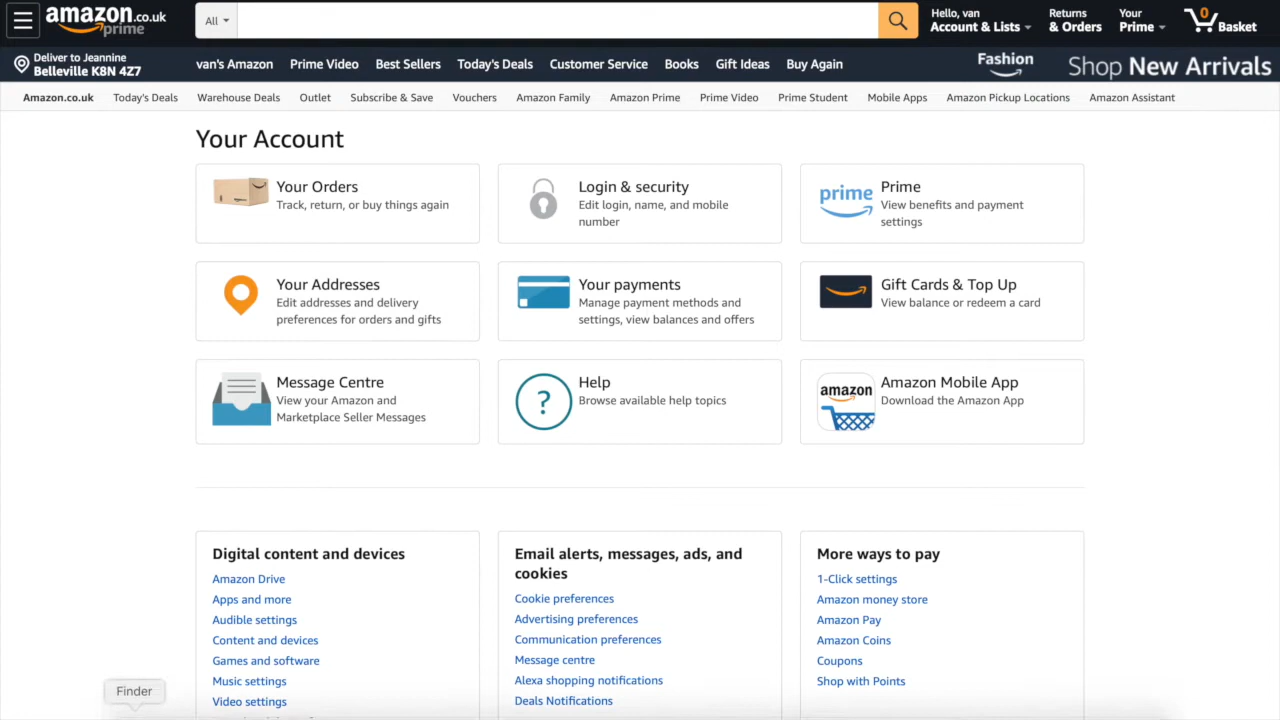 amazon.co.uk
prime
All
Hello, van
Account & Lists
Returns
& Orders
Your
Prime
0
Basket
Deliver to Jeannine
Belleville K8N 4Z7
van's Amazon
Prime Video
Best Sellers
Today's Deals
Customer Service
Books
Gift Ideas
Buy Again
Fashion
Shop New Arrivals
Amazon.co.uk
Today's Deals
Warehouse Deals
Outlet
Subscribe & Save
Vouchers
Amazon Family
Amazon Prime
Prime Video
Prime Student
Mobile Apps
Amazon Pickup Locations
Amazon Assistant
Your Account
Your Orders
Track, return, or buy things again
Login & security
Edit login, name, and mobile
number
prime
Prime
View benefits and payment
settings
Your Addresses
Edit addresses and delivery
preferences for orders and gifts
Your payments
Manage payment methods and
settings, view balances and offers
Gift Cards & Top Up
View balance or redeem a card
Message Centre
View your Amazon and
Marketplace Seller Messages
?
Help
Browse available help topics
amazon
Amazon Mobile App
Download the Amazon App
Digital content and devices
Amazon Drive
Apps and more
Audible settings
Content and devices
Games and software
Music settings
Video settings
Email alerts, messages, ads, and
cookies
Cookie preferences
Advertising preferences
Communication preferences
Message centre
Alexa shopping notifications
Deals Notifications
More ways to pay
1-Click settings
Amazon money store
Amazon Pay
Amazon Coins
Coupons
Shop with Points
Finder